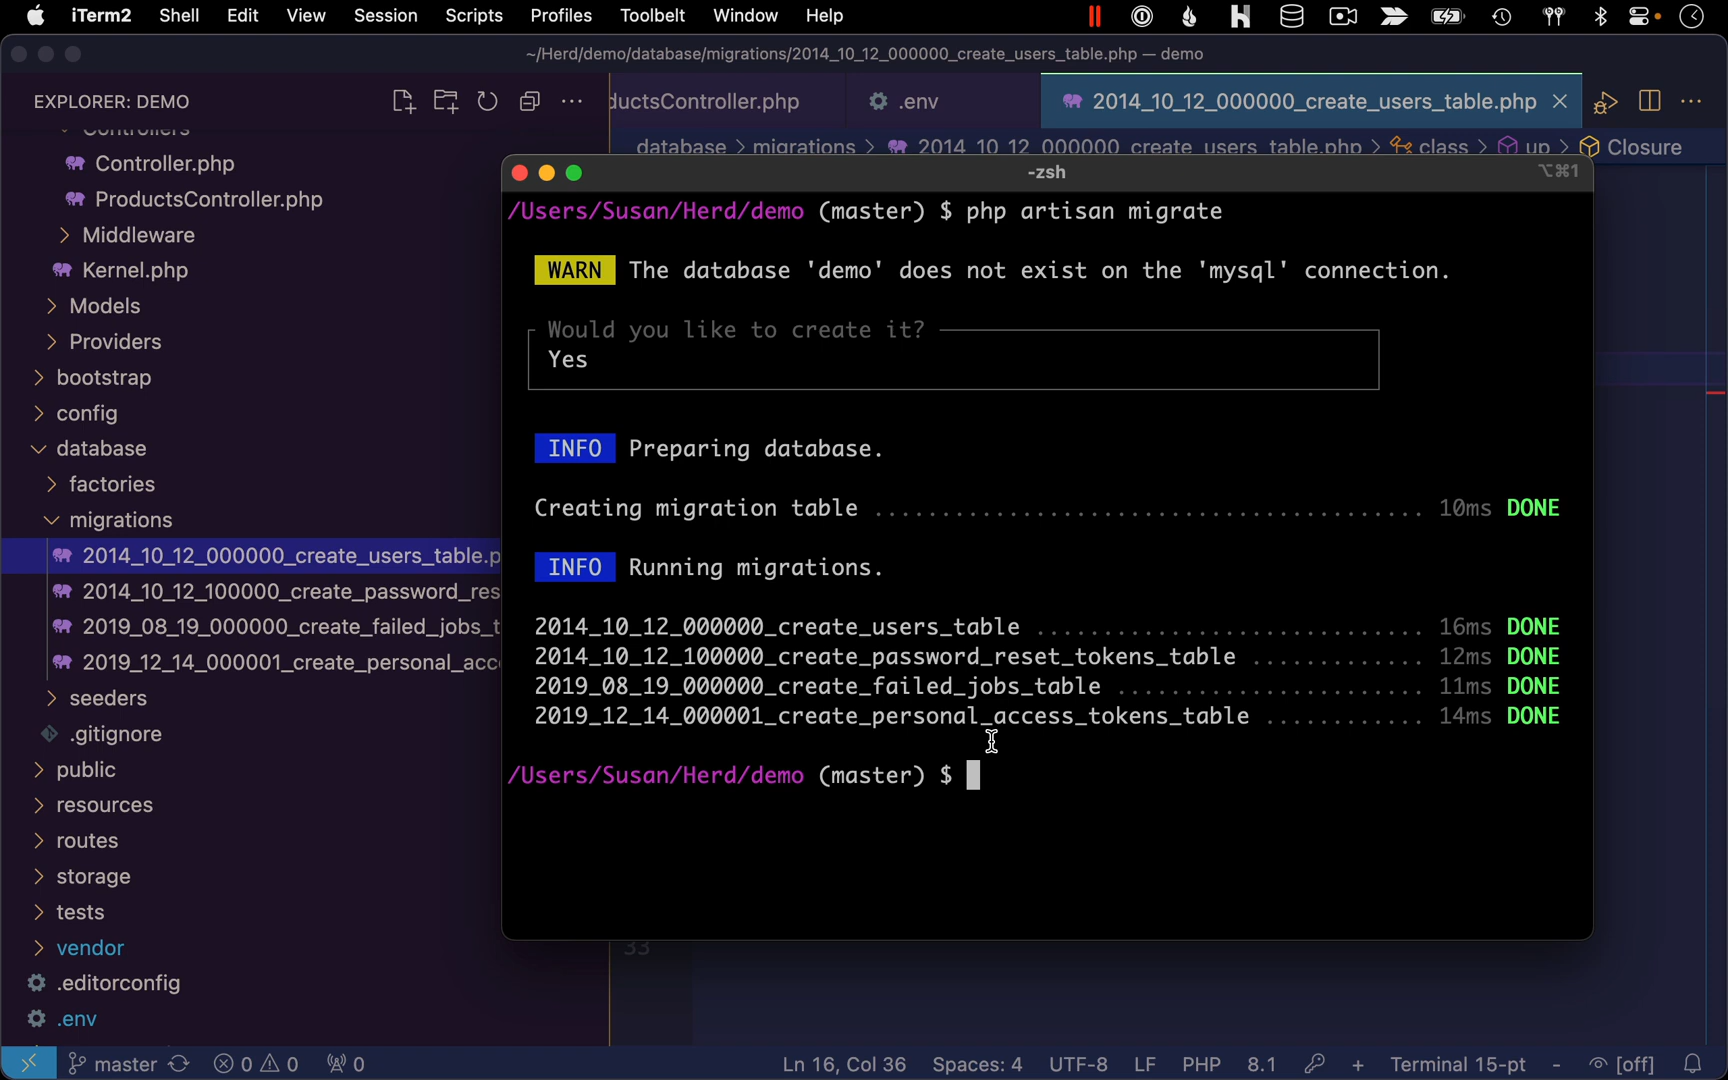 iTerm2 Shell Edit View Session Scripts Profiles Toolbelt Window Help
~/Herd/demo/database/migrations/2014_10_12_000000_create_users_table.php — demo
EXPLORER: DEMO
ductsController.php
.env
2014_10_12_000000_create_users_table.php
database > migrations > 2014_10_12_000000_create_users_table.php > class > up > Closure
Controllers
Controller.php
ProductsController.php
Middleware
Kernel.php
Models
Providers
bootstrap
config
database
factories
migrations
2014_10_12_000000_create_users_table.p
2014_10_12_100000_create_password_res
2019_08_19_000000_create_failed_jobs_t
2019_12_14_000001_create_personal_acc
seeders
.gitignore
public
resources
routes
storage
tests
vendor
.editorconfig
.env
-zsh
⌥⌘1
/Users/Susan/Herd/demo (master) $ php artisan migrate
WARN The database 'demo' does not exist on the 'mysql' connection.
Would you like to create it?
Yes
INFO Preparing database.
Creating migration table ........................................ 10ms DONE
INFO Running migrations.
2014_10_12_000000_create_users_table ............................. 16ms DONE
2014_10_12_100000_create_password_reset_tokens_table ............. 12ms DONE
2019_08_19_000000_create_failed_jobs_table ....................... 11ms DONE
2019_12_14_000001_create_personal_access_tokens_table ............ 14ms DONE
/Users/Susan/Herd/demo (master) $
33
master 0 0 0 Ln 16, Col 36 Spaces: 4 UTF-8 LF PHP 8.1 + Terminal 15-pt - [off]